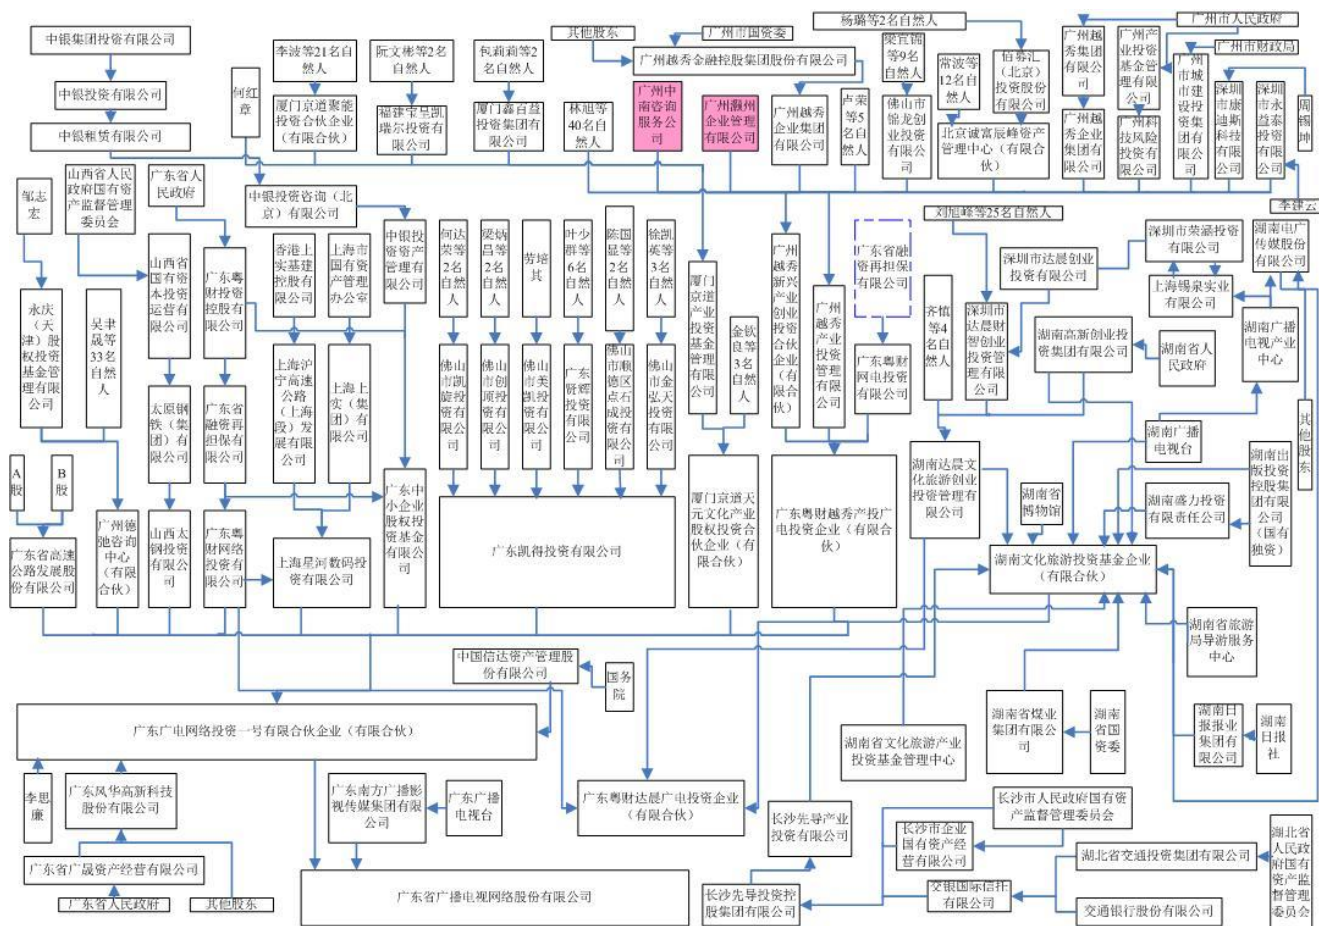 中银集团投资有限公司
中银投资有限公司
中银租赁有限公司
李波等21名自
然人
阮文彬等2名
自然人
包莉莉等2
名自然人
其他股东
广州市国资委
广州越秀金融控股集团股份有限公司
杨璐等2名自然人
梁宜锦
等9名
自然人
常波等
12名自
然人
佰募汇
（北京）
投资股份
有限公司
广州市人民政府
广州越
秀集团
有限公
司
广州产
业投资
基金管
理有限
公司
广州市财政局
广州
市城
市建
设投
资集
团有
限公
司
深圳
市康
迪斯
科技
有限
公司
深圳
市永
益泰
投资
有限
公司
周锡坤
何红章
厦门京道聚能
投资合伙企业
（有限合伙）
福建宝呈凯
瑞尔投资有
限公司
厦门鑫百益
投资集团有
限公司
林旭等
40名自
然人
广州中
南咨询
服务公
司
广州灏州
企业管理
有限公司
广州越秀
企业集团
有限公司
卢荣
等5
名自
然人
佛山市
锦龙创
业投资
有限公
司
北京诚富辰峰资产
管理中心（有限合
伙）
广州越
秀企业
集团有
限公司
广州科
技风险
投资有
限公司
李建云
邹志宏
山西省人民
政府国有资
产监督管理
委员会
广东省人
民政府
中银投资咨询（北
京）有限公司
刘旭峰等25名自然人
深圳市荣涵投资有
限公司
湖南电广
传媒股份
有限公司
永庆
（天
津）股
权投资
基金管
理有限
公司
吴聿
晟等
33名
自然
人
山西省
国有资
本投资
运营有
限公司
广东粤
财投资
控股有
限公司
香港上
实基建
控股有
限公司
上海市
国有资
产管理
办公室
中银投
资资产
管理有
限公司
何达
荣等
2名
自然
人
梁炳
昌等
2名
自然
人
劳培其
叶少
群等
6名
自然
人
陈国
显等
2名
自然
人
徐凯
英等
3名
自然
人
厦门
京道
产业
投资
基金
管理
有限
公司
金钦
良等
3名
自然
人
广州
越秀
新兴
产业
创业
投资
合伙
企业
（有
限合
伙）
广州
越秀
产业
投资
管理
有限
公司
广东省融
资再担保
有限公司
齐慎
等4
名自
然人
深圳
市达
晨财
智创
业投
资管
理有
限公
司
深圳市达晨创业
投资有限公司
上海锡泉实业有
限公司
湖南高新创业投
资集团有限公司
湖南省人
民政府
湖南广播
电视产业
中心
其他股东
太原钢
铁（集
团）有
限公司
广东省
融资再
担保有
限公司
上海沪
宁高速
公路
（上海
段）发
展有限
公司
上海上
实（集
团）有
限公司
佛山
市凯
旋投
资有
限公
司
佛山
市创
顶投
资有
限公
司
佛山
市美
凯投
资有
限公
司
广东
贤辉
投资
有限
公司
佛山
市顺
德区
点石
成投
资有
限公
司
佛山
市金
弘天
投资
有限
公司
广东粤财
网电投资
有限公司
湖南广播
电视台
湖南出
版投资
控股集
团有限
公司
（国有
独资）
A
股
B
股
广东省高速
公路发展股
份有限公司
广州德
弛咨询
中心
（有限
合伙）
山西太
钢投资
有限公
司
广东粤
财网络
投资有
限公司
上海星河数码投
资有限公司
广东中
小企业
股权投
资基金
有限公
司
广东凯得投资有限公司
厦门京道天
元文化产业
股权投资合
伙企业（有
限合伙）
广东粤财越秀产投广
电投资企业（有限合
伙）
湖南达晨
文化旅游
创业投资
管理有限
公司
湖南省
博物馆
湖南盛力投资
有限责任公司
湖南文化旅游投资基金企业
（有限合伙）
湖南省旅游
局导游服务
中心
中国信达资产管理股
份有限公司
国务院
广东广电网络投资一号有限合伙企业（有限合伙）
湖南省文化旅游产业
投资基金管理中心
湖南省煤业
集团有限公
司
湖南省国资委
湖南日
报报业
集团有
限公司
湖南日报社
李思廉
广东风华高新科技
股份有限公司
广东南方广播影
视传媒集团有限
公司
广东广播
电视台
广东粤财达晨广电投资企业
（有限合伙）
长沙先导产业
投资有限公司
长沙市人民政府国有资
产监督管理委员会
长沙市企业
国有资产经
营有限公司
湖北省交通投资集团有限公司
湖北省
人民政
府国有
资产监
督管理
委员会
广东省广晟资产经营有限公司
广东省人民政府
其他股东
广东省广播电视网络股份有限公司
长沙先导投资控
股集团有限公司
交银国际信托
有限公司
交通银行股份有限公司